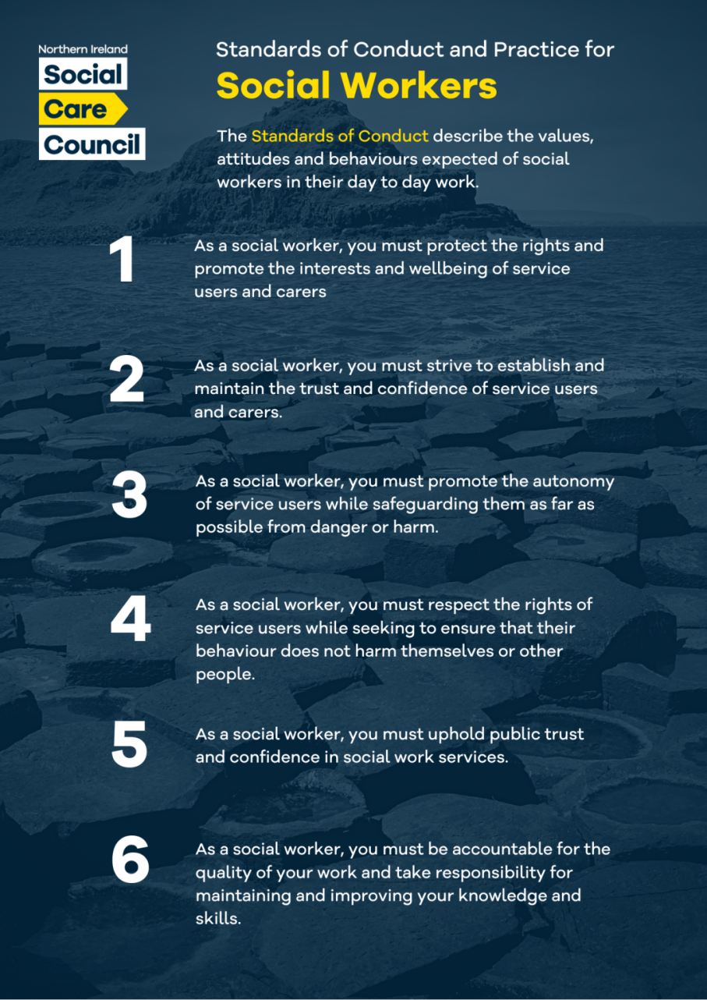 Northern Ireland
Social
Care
Council
Standards of Conduct and Practice for
Social Workers
The Standards of Conduct describe the values,
attitudes and behaviours expected of social
workers in their day to day work.
1
As a social worker, you must protect the rights and
promote the interests and wellbeing of service
users and carers
2
As a social worker, you must strive to establish and
maintain the trust and confidence of service users
and carers.
3
As a social worker, you must promote the autonomy
of service users while safeguarding them as far as
possible from danger or harm.
4
As a social worker, you must respect the rights of
service users while seeking to ensure that their
behaviour does not harm themselves or other
people.
5
As a social worker, you must uphold public trust
and confidence in social work services.
6
As a social worker, you must be accountable for the
quality of your work and take responsibility for
maintaining and improving your knowledge and
skills.